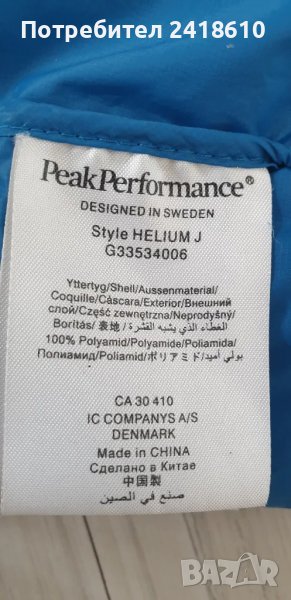 Потребител 2418610
PeakPerformance®
DESIGNED IN SWEDEN
Style HELIUM J
G33534006
Yttertyg/Shell/Aussenmaterial/
Coquille/Cáscara/Exterior/Внешний
слой/Część zewnętrzna/Neprodyšný/
Borítás/ 表地 / الغطاء الذي يشبه القشرة
100% Polyamid/Polyamide/Poliamida/
Полиамид/Poliamid/ポリアミド/بولي أميد
CA 30 410
IC COMPANYS A/S
DENMARK
Made in CHINA
Сделано в Китае
中国製
صنع في الصين
BAZAR
bg